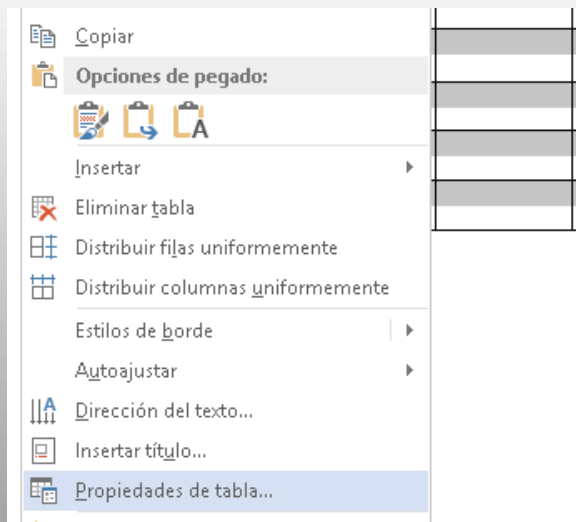 Copiar
Opciones de pegado:
A
Insertar
Eliminar tabla
Distribuir filas uniformemente
Distribuir columnas uniformemente
Estilos de borde
Autoajustar
A
Dirección del texto...
Insertar título...
Propiedades de tabla...